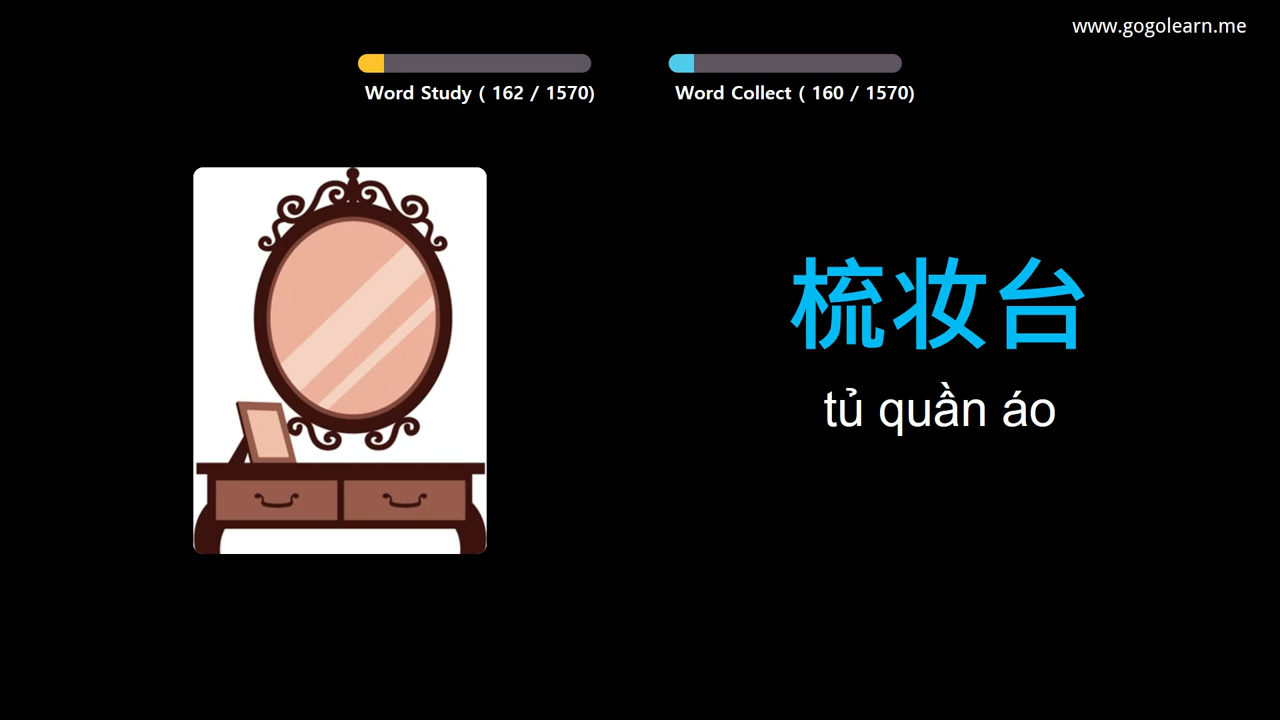 www.gogolearn.me
Word Study ( 162 / 1570)
Word Collect ( 160 / 1570)
梳妆台
tủ quần áo